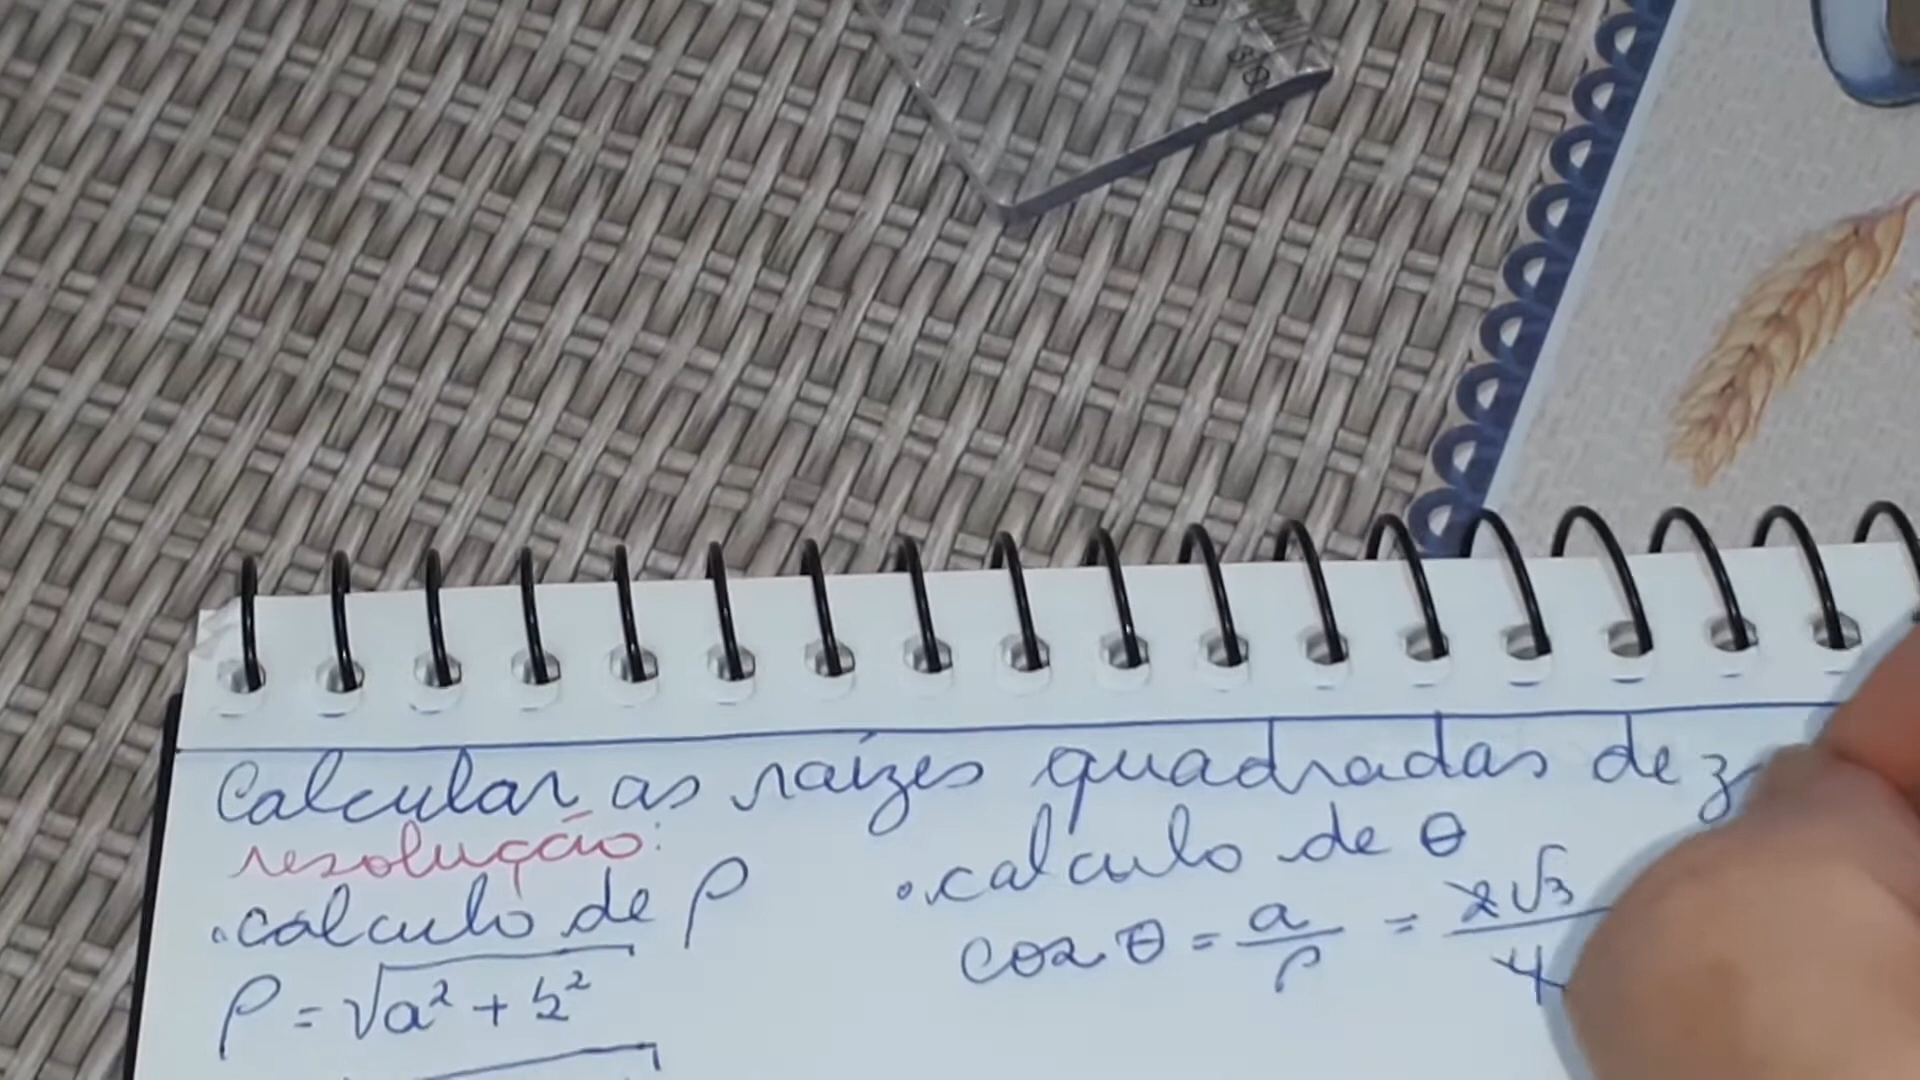 Calcular as raízes quadradas de z
resolução:
. calculo de ρ
ρ = √a² + b²
. calculo de θ
cos θ = a/ρ = 2√3/4